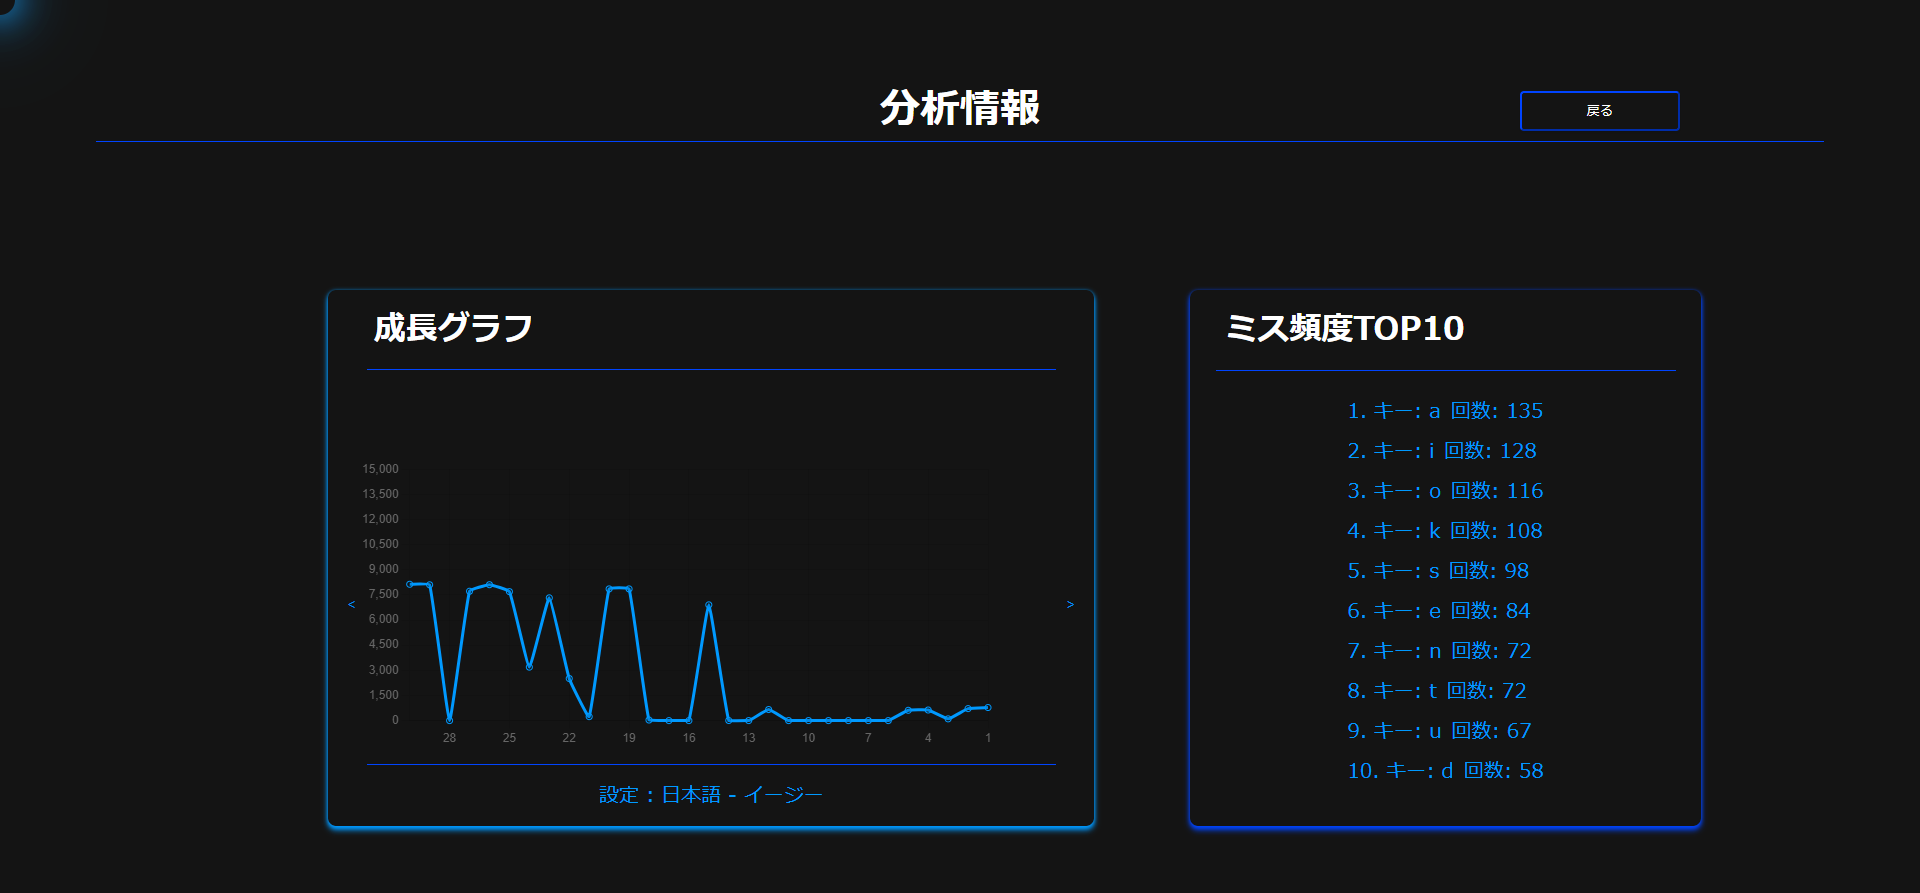 分析情報
戻る
成長グラフ
15,000
13,500
12,000
10,500
9,000
7,500
6,000
4,500
3,000
1,500
0
28 25 22 19 16 13 10 7 4 1
<
>
設定 : 日本語 - イージー
ミス頻度TOP10
1. キー: a 回数: 135
2. キー: i 回数: 128
3. キー: o 回数: 116
4. キー: k 回数: 108
5. キー: s 回数: 98
6. キー: e 回数: 84
7. キー: n 回数: 72
8. キー: t 回数: 72
9. キー: u 回数: 67
10. キー: d 回数: 58